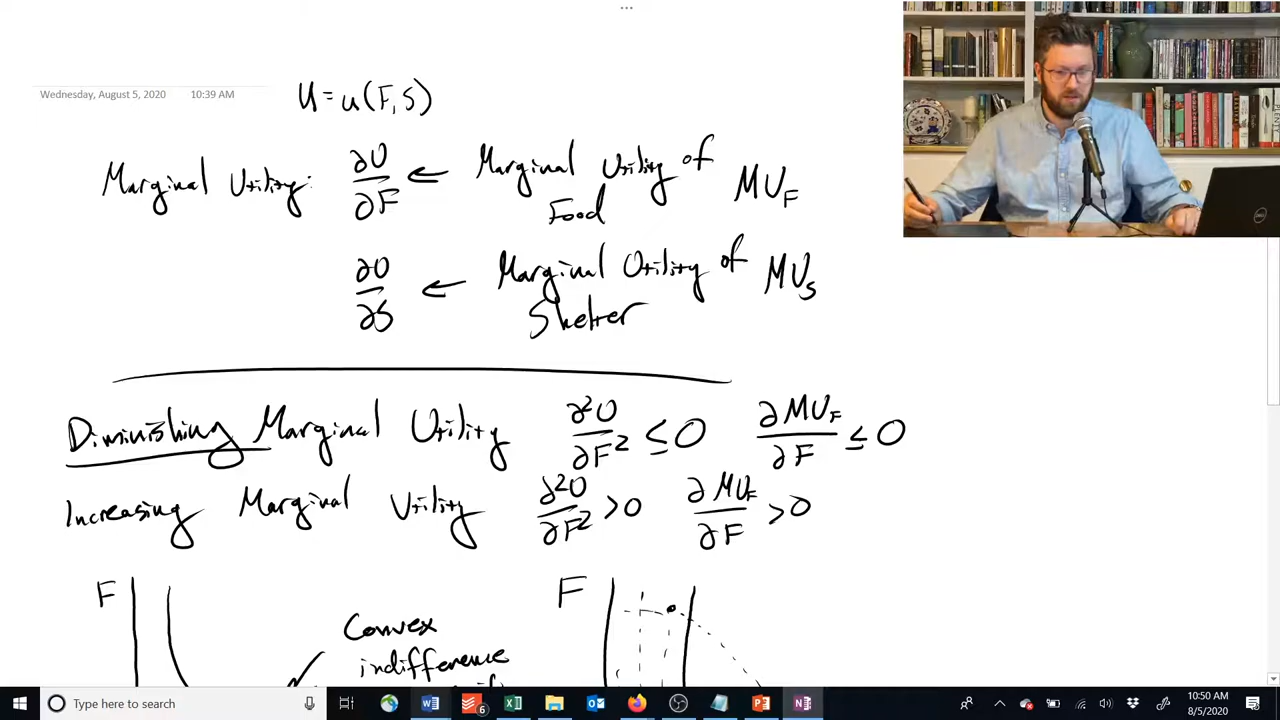 Wednesday, August 5, 2020 10:39 AM
U = u(F,S)
Marginal Utility: ∂U/∂F ← Marginal Utility of Food MU_F
∂U/∂S ← Marginal Utility of Shelter MU_S
Diminishing Marginal Utility ∂²U/∂F² ≤ 0 ∂MU_F/∂F ≤ 0
Increasing Marginal Utility ∂²U/∂F² > 0 ∂MU_F/∂F > 0
F
Convex
indifference
F
Type here to search
6
10:50 AM
8/5/2020